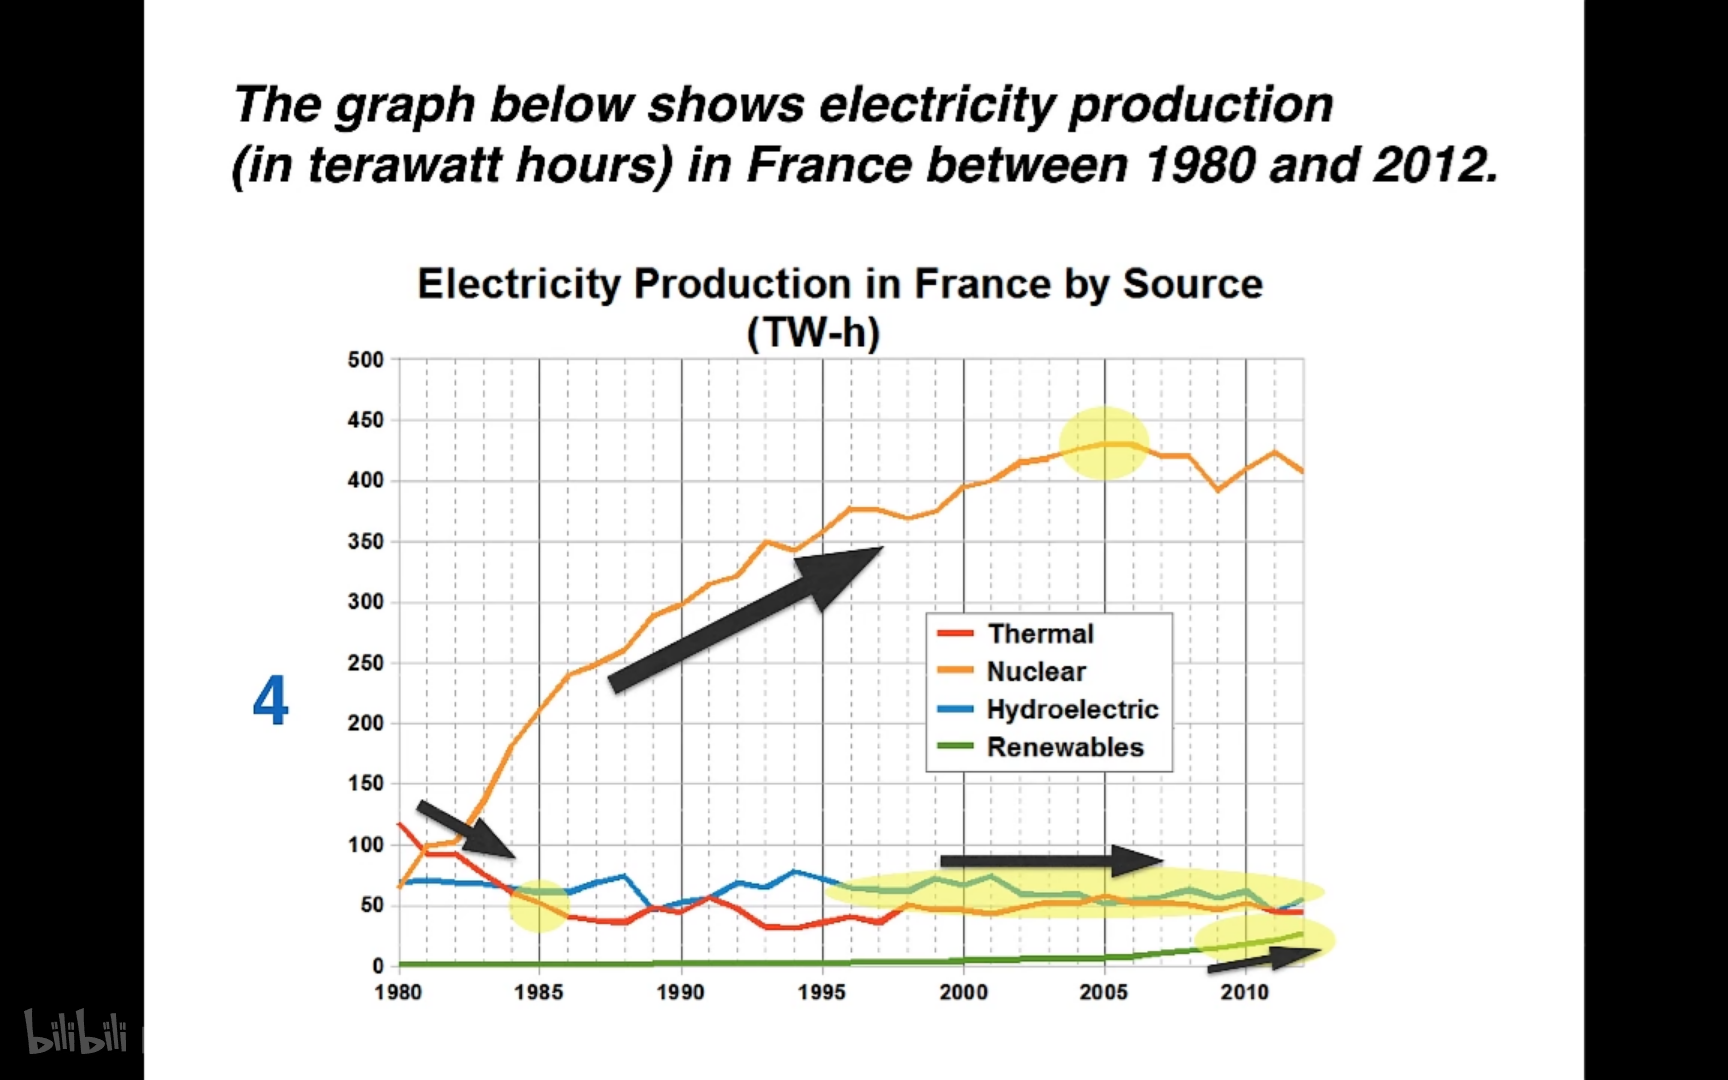 The graph below shows electricity production
(in terawatt hours) in France between 1980 and 2012.
Electricity Production in France by Source
(TW-h)
500
450
400
350
300
250
200
150
100
50
0
4
Thermal
Nuclear
Hydroelectric
Renewables
1980 1985 1990 1995 2000 2005 2010
bilibili